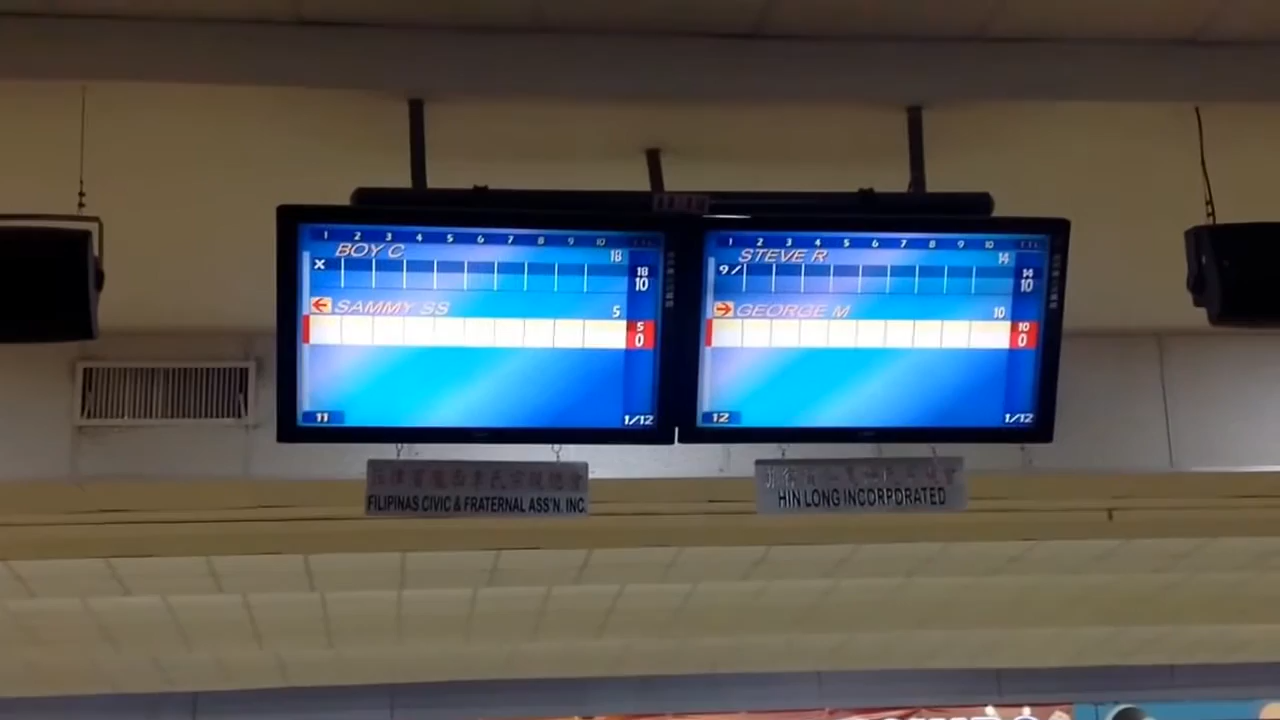 1 2 3 4 5 6 7 8 9 10
BOY C 18
X 18
10
SAMMY SS 5
5
0
11 1/12
1 2 3 4 5 6 7 8 9 10
STEVE R 14
9 / 14
10
GEORGE M 10
10
0
12 1/12
FILIPINAS CIVIC & FRATERNAL ASS'N. INC.
HIN LONG INCORPORATED